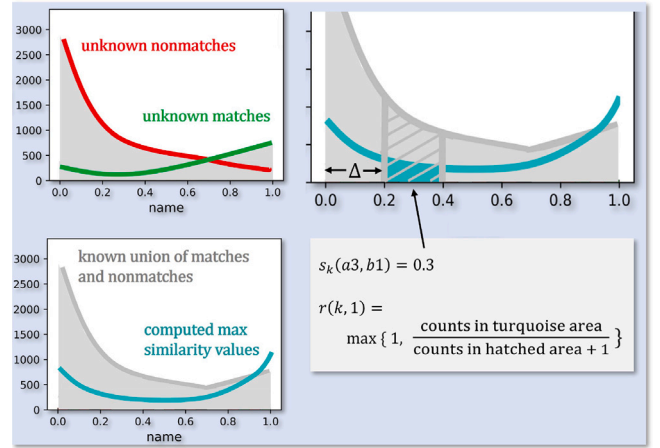 3000
2500
2000
1500
1000
500
0
unknown nonmatches
unknown matches
0.0 0.2 0.4 0.6 0.8 1.0
name
Δ
0.0 0.2 0.4 0.6 0.8 1.0
3000
2500
2000
1500
1000
500
0
known union of matches
and nonmatches
computed max
similarity values
0.0 0.2 0.4 0.6 0.8 1.0
name
sₖ(a3, b1) = 0.3
r(k, 1) =
max { 1, counts in turquoise area
counts in hatched area + 1 }